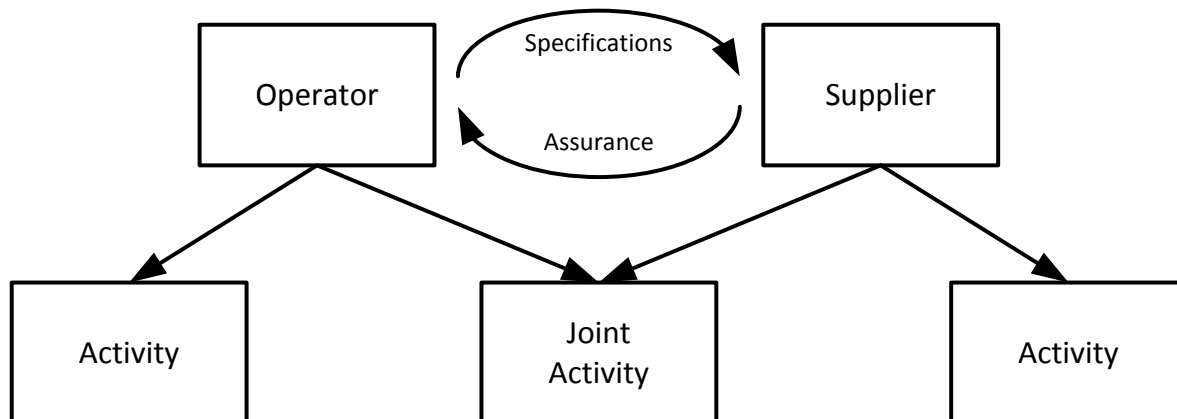 Specifications
Operator
Supplier
Assurance
Activity
Joint
Activity
Activity